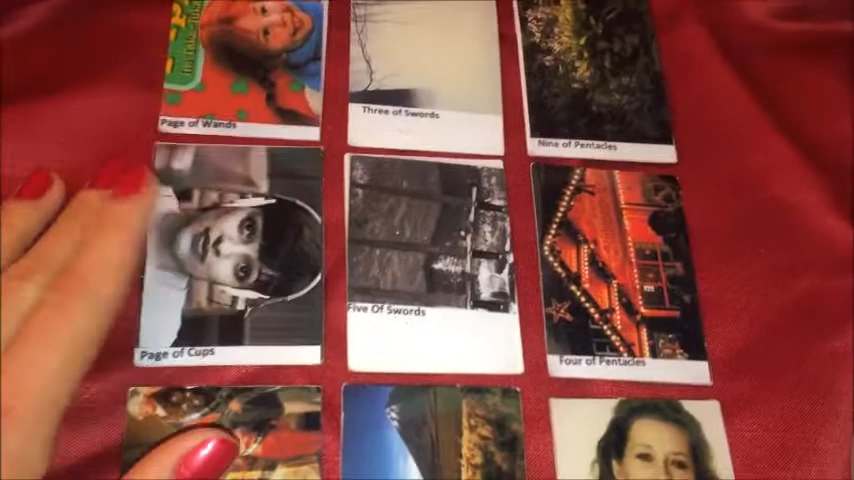 Page of Wands
Three of Swords
Nine of Pentacles
Page of Cups
Five Of Swords
Four of Pentacles